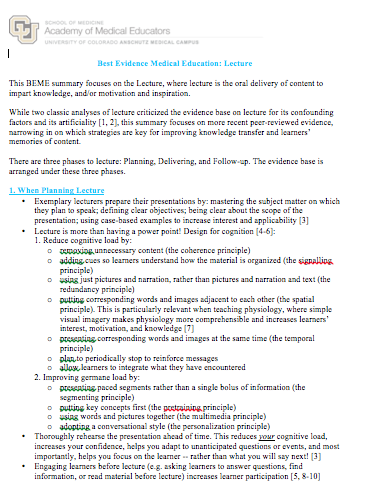 SCHOOL OF MEDICINE
Academy of Medical Educators
UNIVERSITY OF COLORADO ANSCHUTZ MEDICAL CAMPUS
Best Evidence Medical Education: Lecture
This BEME summary focuses on the Lecture, where lecture is the oral delivery of content to
impart knowledge, and/or motivation and inspiration.
While two classic analyses of lecture criticized the evidence base on lecture for its confounding
factors and its artificiality [1, 2], this summary focuses on more recent peer-reviewed evidence,
narrowing in on which strategies are key for improving knowledge transfer and learners'
memories of content.
There are three phases to lecture: Planning, Delivering, and Follow-up. The evidence base is
arranged under these three phases.
1. When Planning Lecture
• Exemplary lecturers prepare their presentations by: mastering the subject matter on which
they plan to speak; defining clear objectives; being clear about the scope of the
presentation; using case-based examples to increase interest and applicability [3]
• Lecture is more than having a powerful point! Design for cognition [4-6]:
1. Reduce cognitive load by:
o removing unnecessary content (the coherence principle)
o adding cues so learners understand how the material is organized (the signalling
principle)
o using just pictures and narration, rather than pictures and narration and text (the
redundancy principle)
o putting corresponding words and images adjacent to each other (the spatial
principle). This is particularly relevant when teaching physiology, where simple
visual imagery makes physiology more comprehensible and increases learners'
interest, motivation, and knowledge [7]
o presenting corresponding words and images at the same time (the temporal
principle)
o plan to periodically stop to reinforce messages
o allow learners to integrate what they have encountered
2. Improving germane load by:
o presenting paced segments rather than a single bolus of information (the
segmenting principle)
o putting key concepts first (the pretraining principle)
o using words and pictures together (the multimedia principle)
o adopting a conversational style (the personalization principle)
• Thoroughly rehearse the presentation ahead of time. This reduces your cognitive load,
increases your confidence, helps you adapt to unanticipated questions or events, and most
importantly, helps you focus on the learner -- rather than what you will say next! [3]
• Engaging learners before lecture (e.g. asking learners to answer questions, find
information, or read material before lecture) increases learner participation [5, 8-10]